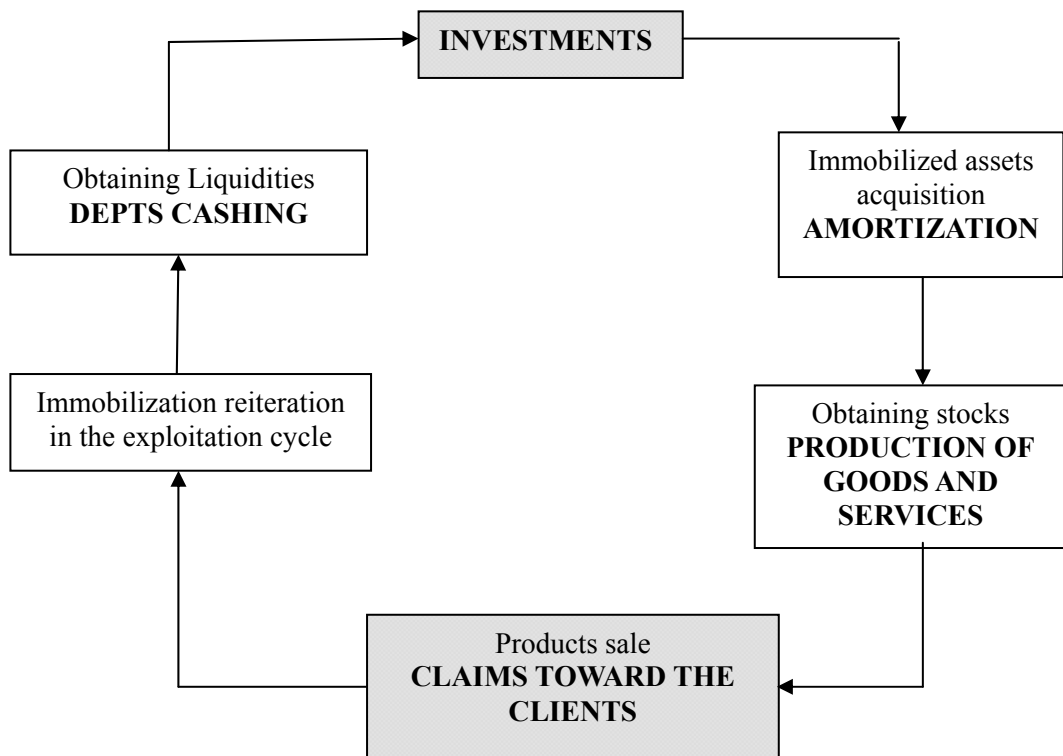 INVESTMENTS
Immobilized assets
acquisition
AMORTIZATION
Obtaining stocks
PRODUCTION OF
GOODS AND
SERVICES
Products sale
CLAIMS TOWARD THE
CLIENTS
Immobilization reiteration
in the exploitation cycle
Obtaining Liquidities
DEPTS CASHING